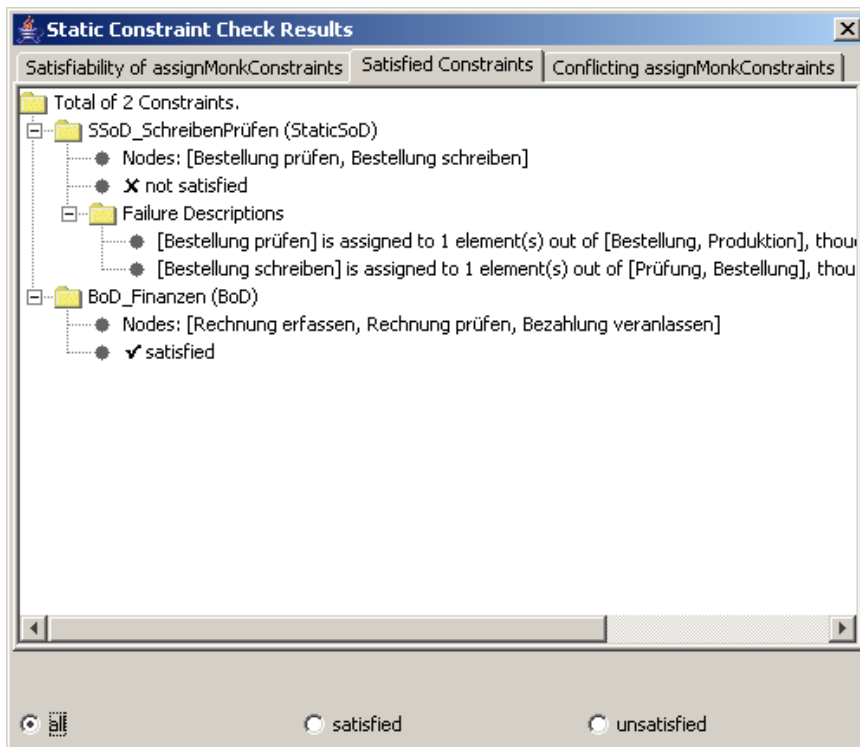 Static Constraint Check Results
Satisfiability of assignMonkConstraints Satisfied Constraints Conflicting assignMonkConstraints
Total of 2 Constraints.
SSoD_SchreibenPrüfen (StaticSoD)
Nodes: [Bestellung prüfen, Bestellung schreiben]
not satisfied
Failure Descriptions
[Bestellung prüfen] is assigned to 1 element(s) out of [Bestellung, Produktion], thou
[Bestellung schreiben] is assigned to 1 element(s) out of [Prüfung, Bestellung], thou
BoD_Finanzen (BoD)
Nodes: [Rechnung erfassen, Rechnung prüfen, Bezahlung veranlassen]
satisfied
all satisfied unsatisfied